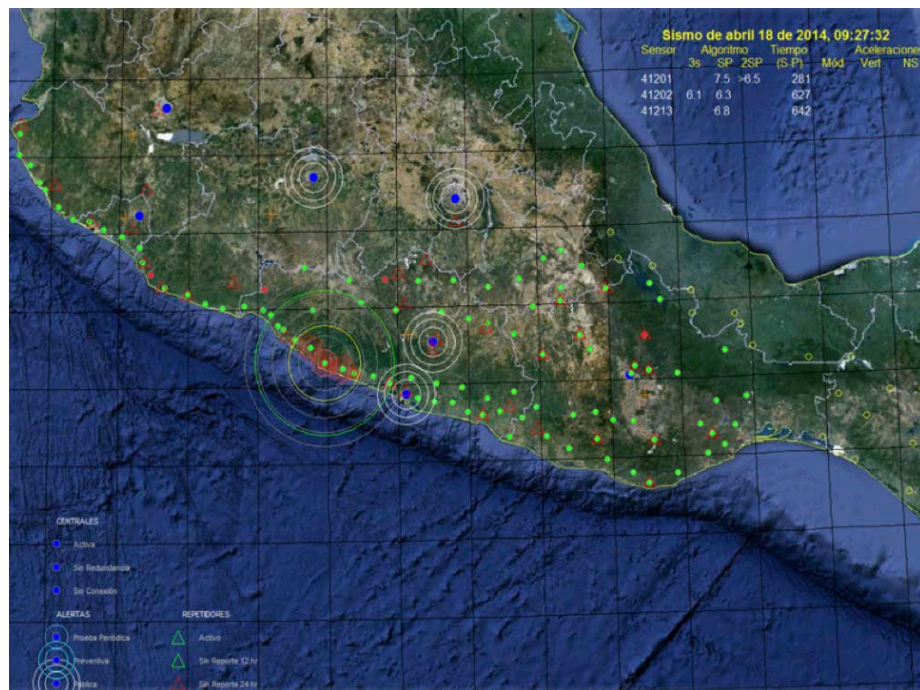 Sismo de abril 18 de 2014, 09:27:32
Sensor Algoritmo Tiempo Aceleraciones
3s SP 2SP (S-P) Mód Vert NS
41201 7.5 >6.5 281
41202 6.1 6.3 627
41213 6.8 642
CENTRALES
Activa
Sin Redundancia
Sin Conexión
ALERTAS REPETIDORES
Prueba Periódica Activo
Preventiva Sin Reporte 12 hr
Pública Sin Reporte 24 hr